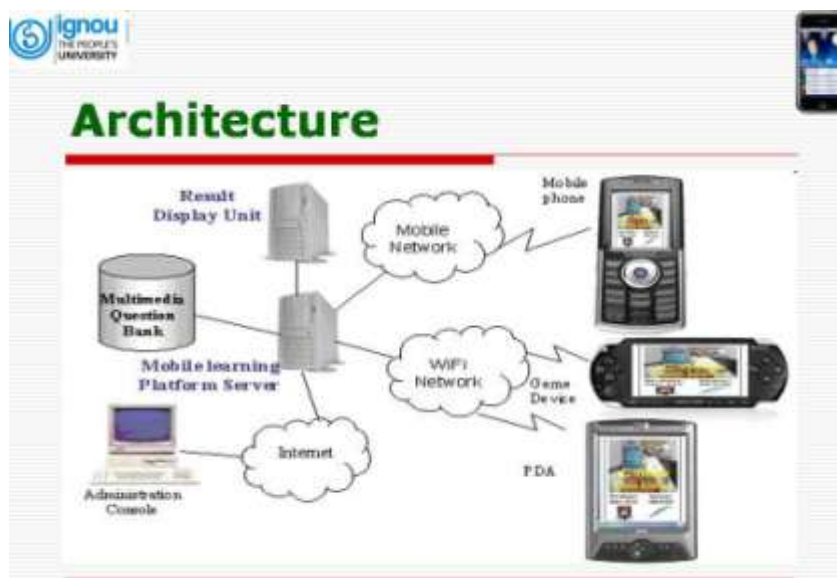 ignou
THE PEOPLE'S
UNIVERSITY
Architecture
Result
Display Unit
Mobile
phone
Mobile
Network
Multimedia
Question
Bank
Mobile learning
Platform Server
WiFi
Network
Game
Device
Internet
PDA
Administration
Console